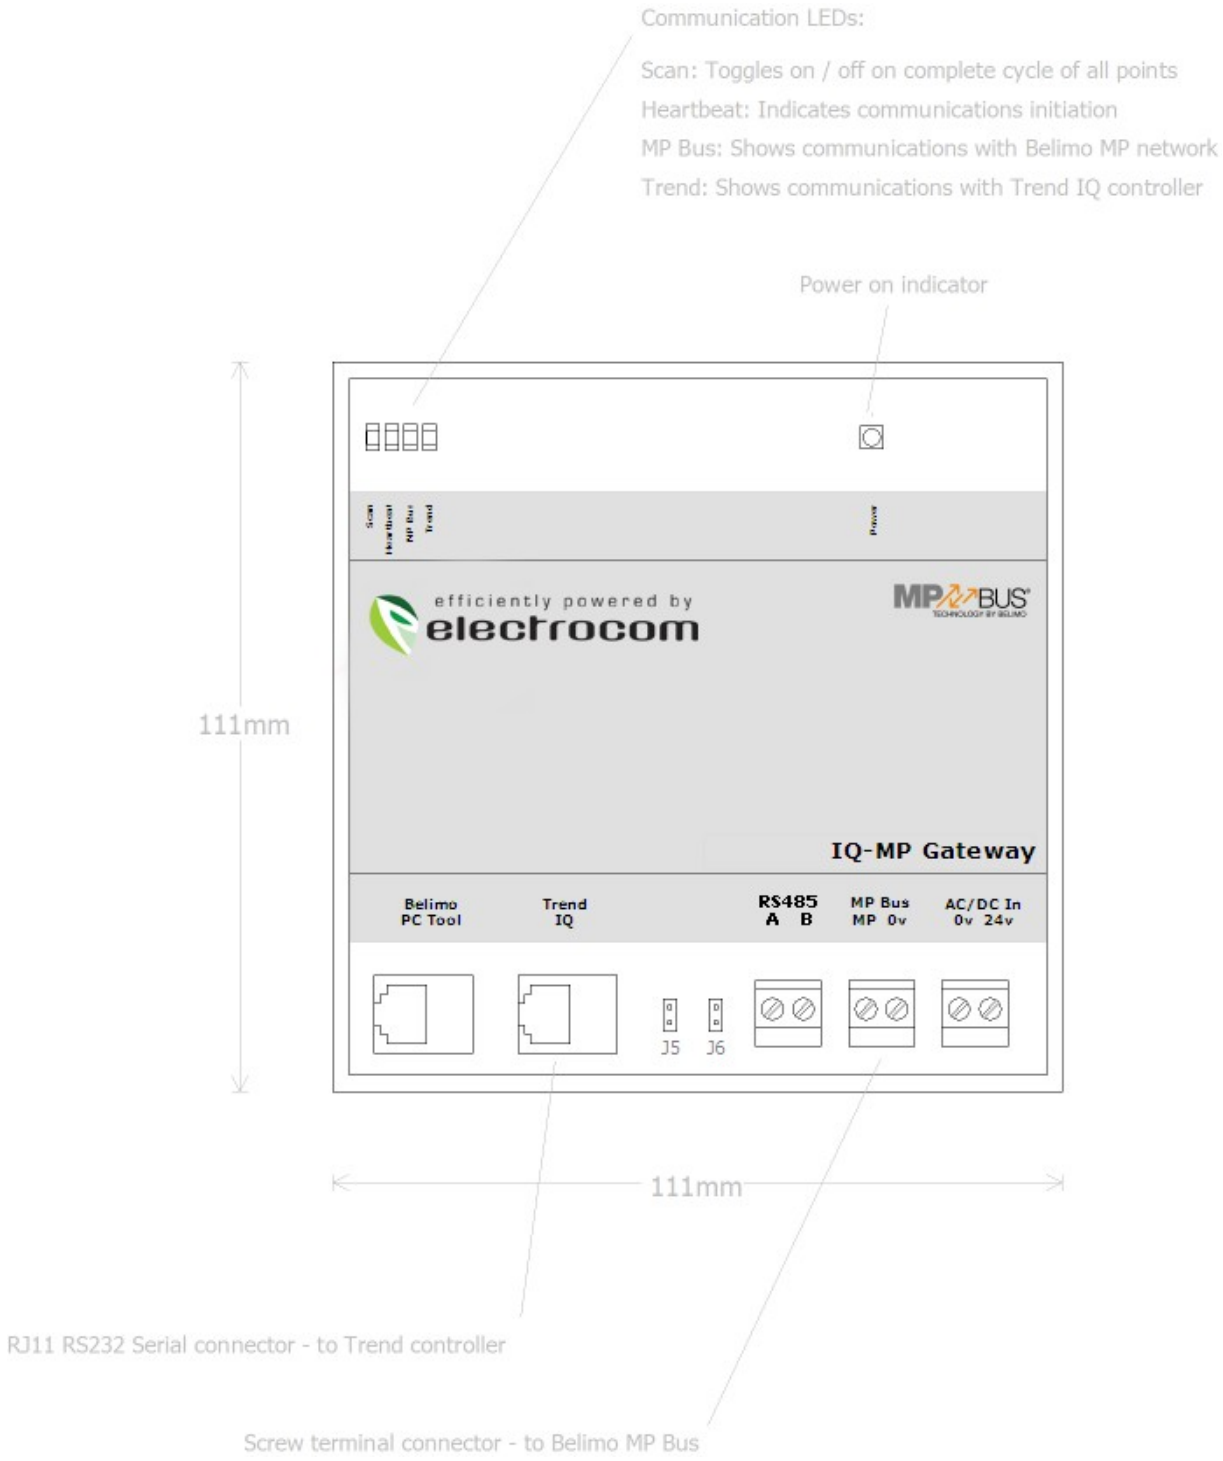 Communication LEDs:
Scan: Toggles on / off on complete cycle of all points
Heartbeat: Indicates communications initiation
MP Bus: Shows communications with Belimo MP network
Trend: Shows communications with Trend IQ controller
Power on indicator
Scan
Heartbeat
MP Bus
Trend
Power
efficiently powered by
electrocom
MP BUS®
TECHNOLOGY BY BELIMO
111mm
IQ-MP Gateway
Belimo
PC Tool
Trend
IQ
RS485
A B
MP Bus
MP 0v
AC/DC In
0v 24v
J5
J6
111mm
RJ11 RS232 Serial connector - to Trend controller
Screw terminal connector - to Belimo MP Bus